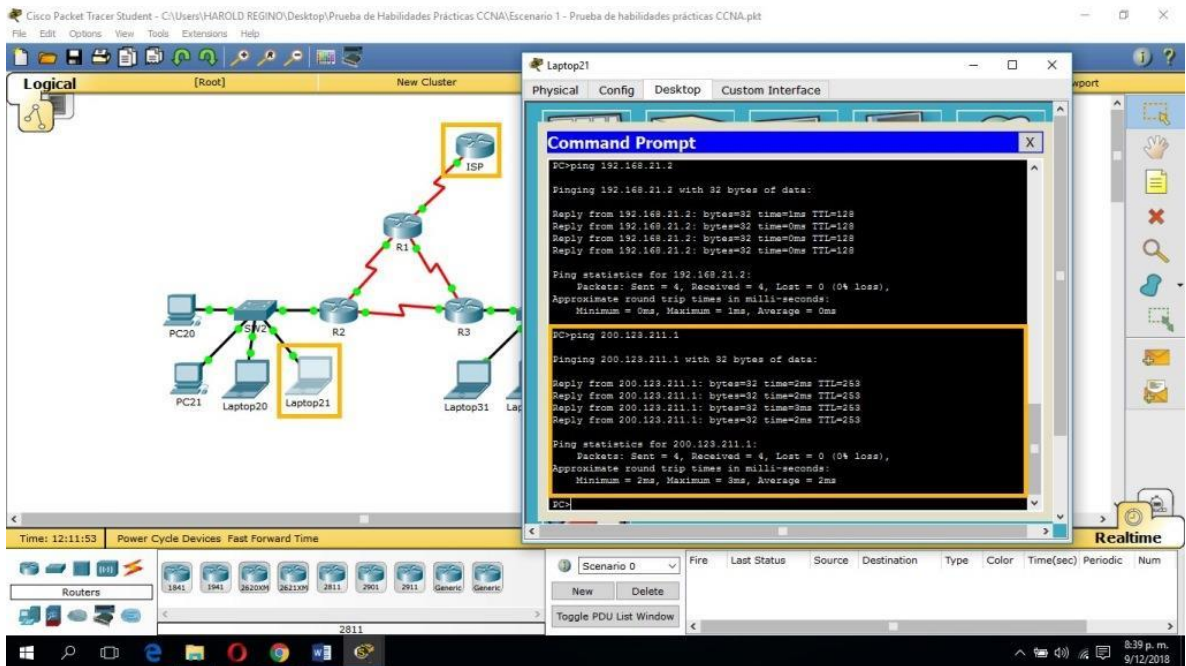 Cisco Packet Tracer Student - C:\Users\HAROLD REGINO\Desktop\Prueba de Habilidades Prácticas CCNA\Escenario 1 - Prueba de habilidades prácticas CCNA.pkt
File Edit Options View Tools Extensions Help
Logical
[Root]
New Cluster
ISP
R1
R2
R3
PC20
SW2
PC21
Laptop20
Laptop21
Laptop31
Laptop21
Physical Config Desktop Custom Interface
Command Prompt
X
PC>ping 192.168.21.2
Pinging 192.168.21.2 with 32 bytes of data:
Reply from 192.168.21.2: bytes=32 time=1ms TTL=128
Reply from 192.168.21.2: bytes=32 time=0ms TTL=128
Reply from 192.168.21.2: bytes=32 time=0ms TTL=128
Reply from 192.168.21.2: bytes=32 time=0ms TTL=128
Ping statistics for 192.168.21.2:
Packets: Sent = 4, Received = 4, Lost = 0 (0% loss),
Approximate round trip times in milli-seconds:
Minimum = 0ms, Maximum = 1ms, Average = 0ms
PC>ping 200.123.211.1
Pinging 200.123.211.1 with 32 bytes of data:
Reply from 200.123.211.1: bytes=32 time=2ms TTL=253
Reply from 200.123.211.1: bytes=32 time=2ms TTL=253
Reply from 200.123.211.1: bytes=32 time=3ms TTL=253
Reply from 200.123.211.1: bytes=32 time=2ms TTL=253
Ping statistics for 200.123.211.1:
Packets: Sent = 4, Received = 4, Lost = 0 (0% loss),
Approximate round trip times in milli-seconds:
Minimum = 2ms, Maximum = 3ms, Average = 2ms
PC>
Time: 12:11:53 Power Cycle Devices Fast Forward Time
Realtime
Routers
1841 1941 2620XM 2621XM 2811 2901 2911 Generic Generic
2811
Scenario 0
New Delete
Toggle PDU List Window
Fire Last Status Source Destination Type Color Time(sec) Periodic Num
8:39 p. m.
9/12/2018